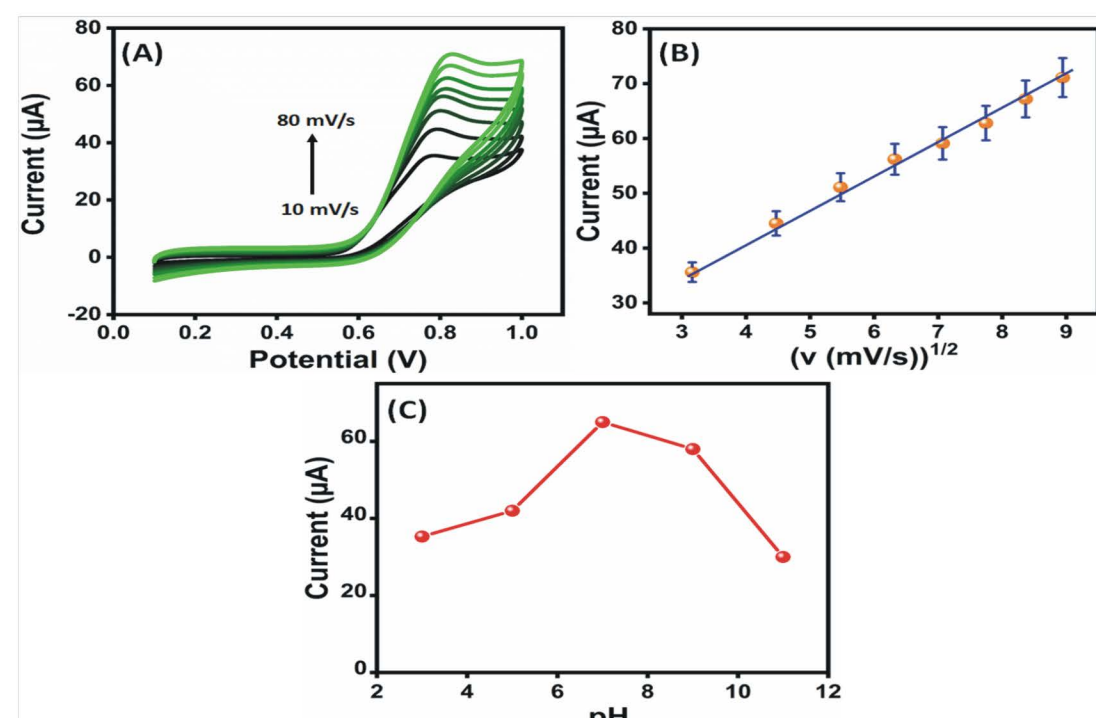 (A)
80
60
40
20
0
-20
Current (µA)
80 mV/s
10 mV/s
0.0 0.2 0.4 0.6 0.8 1.0
Potential (V)
(B)
80
70
60
50
40
30
Current (µA)
3 4 5 6 7 8 9
(v (mV/s))1/2
(C)
60
40
20
0
Current (µA)
2 4 6 8 10 12
pH